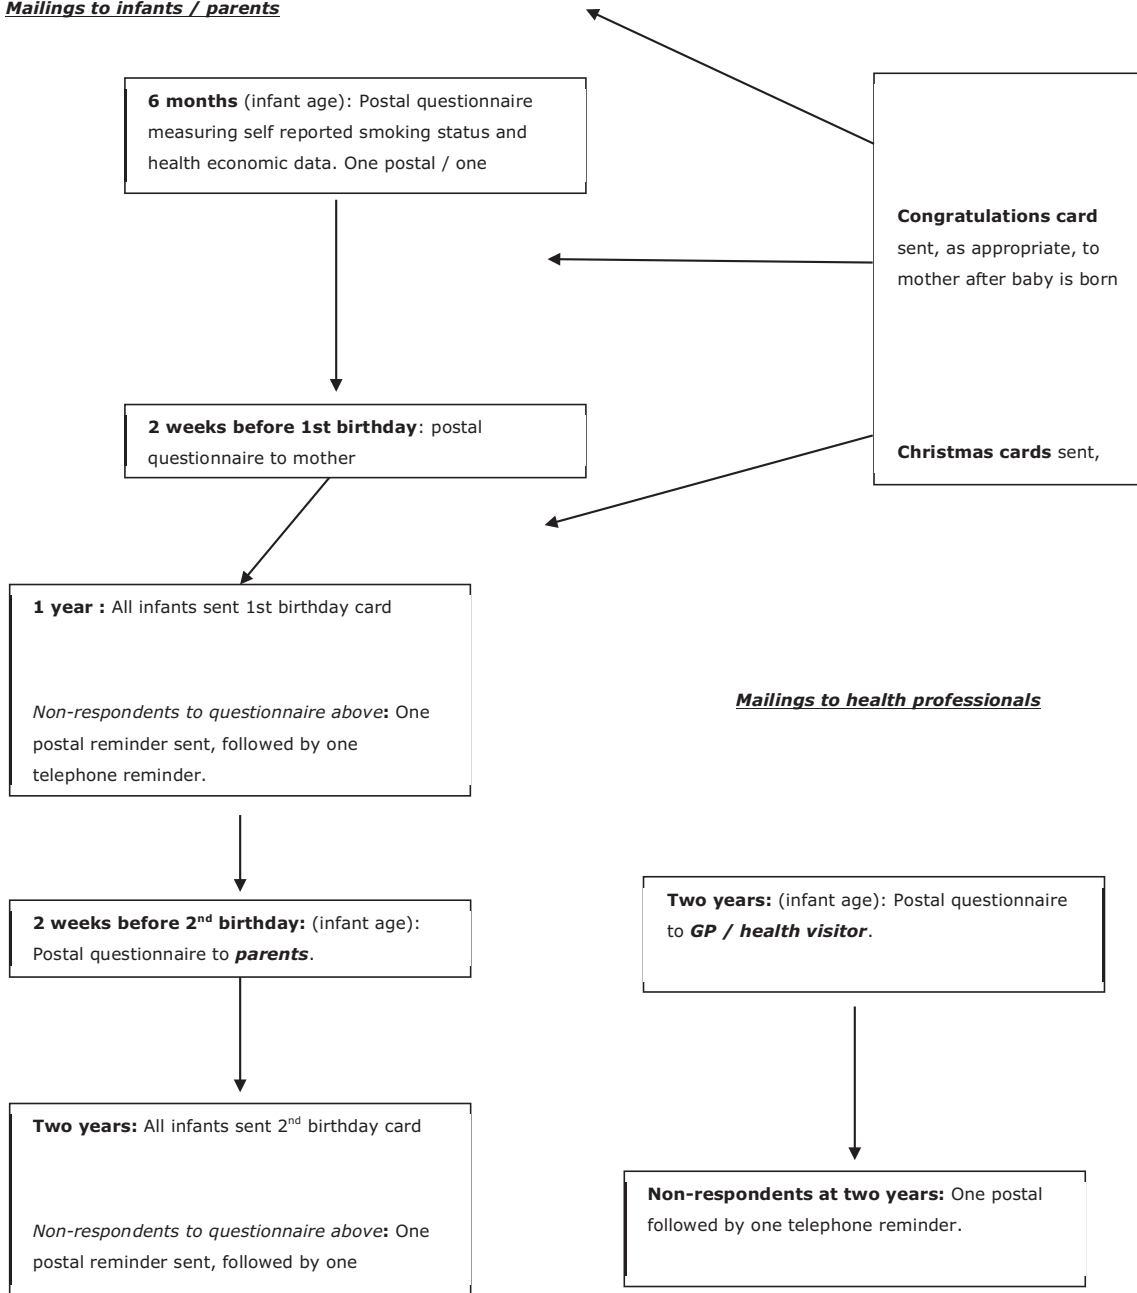 Mailings to infants / parents
6 months (infant age): Postal questionnaire
measuring self reported smoking status and
health economic data. One postal / one
Congratulations card
sent, as appropriate, to
mother after baby is born
2 weeks before 1st birthday: postal
questionnaire to mother
Christmas cards sent,
1 year : All infants sent 1st birthday card
Non-respondents to questionnaire above: One
postal reminder sent, followed by one
telephone reminder.
Mailings to health professionals
2 weeks before 2nd birthday: (infant age):
Postal questionnaire to parents.
Two years: (infant age): Postal questionnaire
to GP / health visitor.
Two years: All infants sent 2nd birthday card
Non-respondents to questionnaire above: One
postal reminder sent, followed by one
Non-respondents at two years: One postal
followed by one telephone reminder.